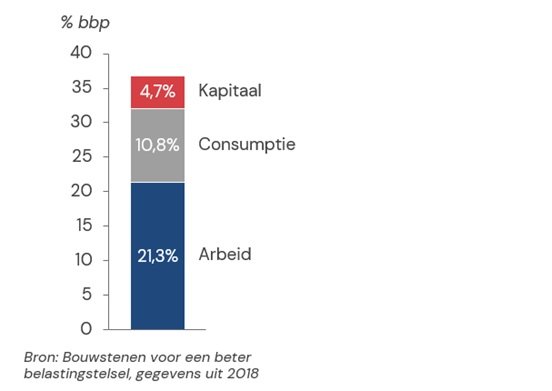 % bbp
40
35
30
25
20
15
10
5
0
4,7% Kapitaal
10,8% Consumptie
21,3% Arbeid
Bron: Bouwstenen voor een beter
belastingstelsel, gegevens uit 2018